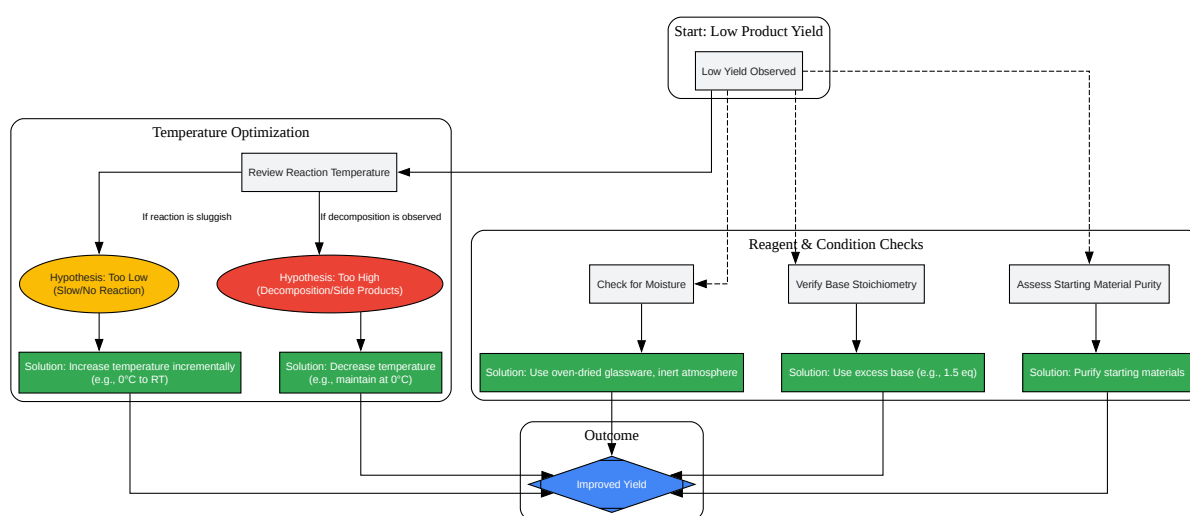 Start: Low Product Yield
Low Yield Observed
Temperature Optimization
Review Reaction Temperature
If reaction is sluggish
If decomposition is observed
Hypothesis: Too Low
(Slow/No Reaction)
Hypothesis: Too High
(Decomposition/Side Products)
Solution: Increase temperature incrementally
(e.g., 0°C to RT)
Solution: Decrease temperature
(e.g., maintain at 0°C)
Reagent & Condition Checks
Check for Moisture
Verify Base Stoichiometry
Assess Starting Material Purity
Solution: Use oven-dried glassware, inert atmosphere
Solution: Use excess base (e.g., 1.5 eq)
Solution: Purify starting materials
Outcome
Improved Yield